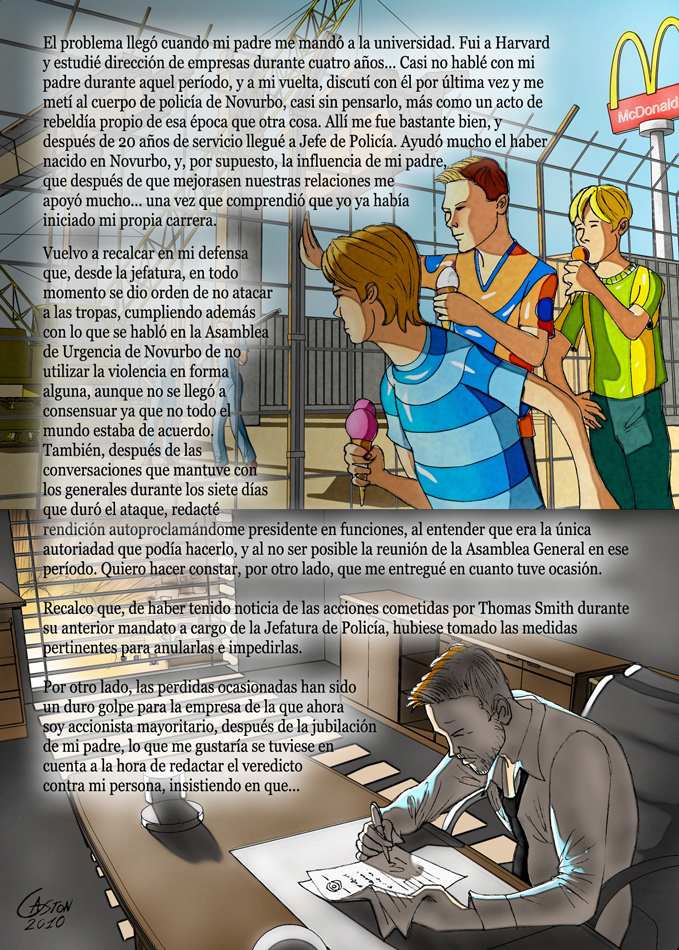 El problema llegó cuando mi padre me mandó a la universidad. Fui a Harvard
y estudié dirección de empresas durante cuatro años... Casi no hablé con mi
padre durante aquel período, y a mi vuelta, discutí con él por última vez y me
metí al cuerpo de policía de Novurbo, casi sin pensarlo, más como un acto de
rebeldía propio de esa época que otra cosa. Allí me fue bastante bien, y
después de 20 años de servicio llegué a Jefe de Policía. Ayudó mucho el haber
nacido en Novurbo, y, por supuesto, la influencia de mi padre,
que después de que mejorasen nuestras relaciones me
apoyó mucho... una vez que comprendió que yo ya había
iniciado mi propia carrera.
Vuelvo a recalcar en mi defensa
que, desde la jefatura, en todo
momento se dio orden de no atacar
a las tropas, cumpliendo además
con lo que se habló en la Asamblea
de Urgencia de Novurbo de no
utilizar la violencia en forma
alguna, aunque no se llegó a
consensuar ya que no todo el
mundo estaba de acuerdo.
También, después de las
conversaciones que mantuve con
los generales durante los siete días
que duró el ataque, redacté
rendición autoproclamándome presidente en funciones, al entender que era la única
autoriadad que podía hacerlo, y al no ser posible la reunión de la Asamblea General en ese
período. Quiero hacer constar, por otro lado, que me entregué en cuanto tuve ocasión.
Recalco que, de haber tenido noticia de las acciones cometidas por Thomas Smith durante
su anterior mandato a cargo de la Jefatura de Policía, hubiese tomado las medidas
pertinentes para anularlas e impedirlas.
Por otro lado, las perdidas ocasionadas han sido
un duro golpe para la empresa de la que ahora
soy accionista mayoritario, después de la jubilación
de mi padre, lo que me gustaría se tuviese en
cuenta a la hora de redactar el veredicto
contra mi persona, insistiendo en que...
McDonald
GASTON
2010